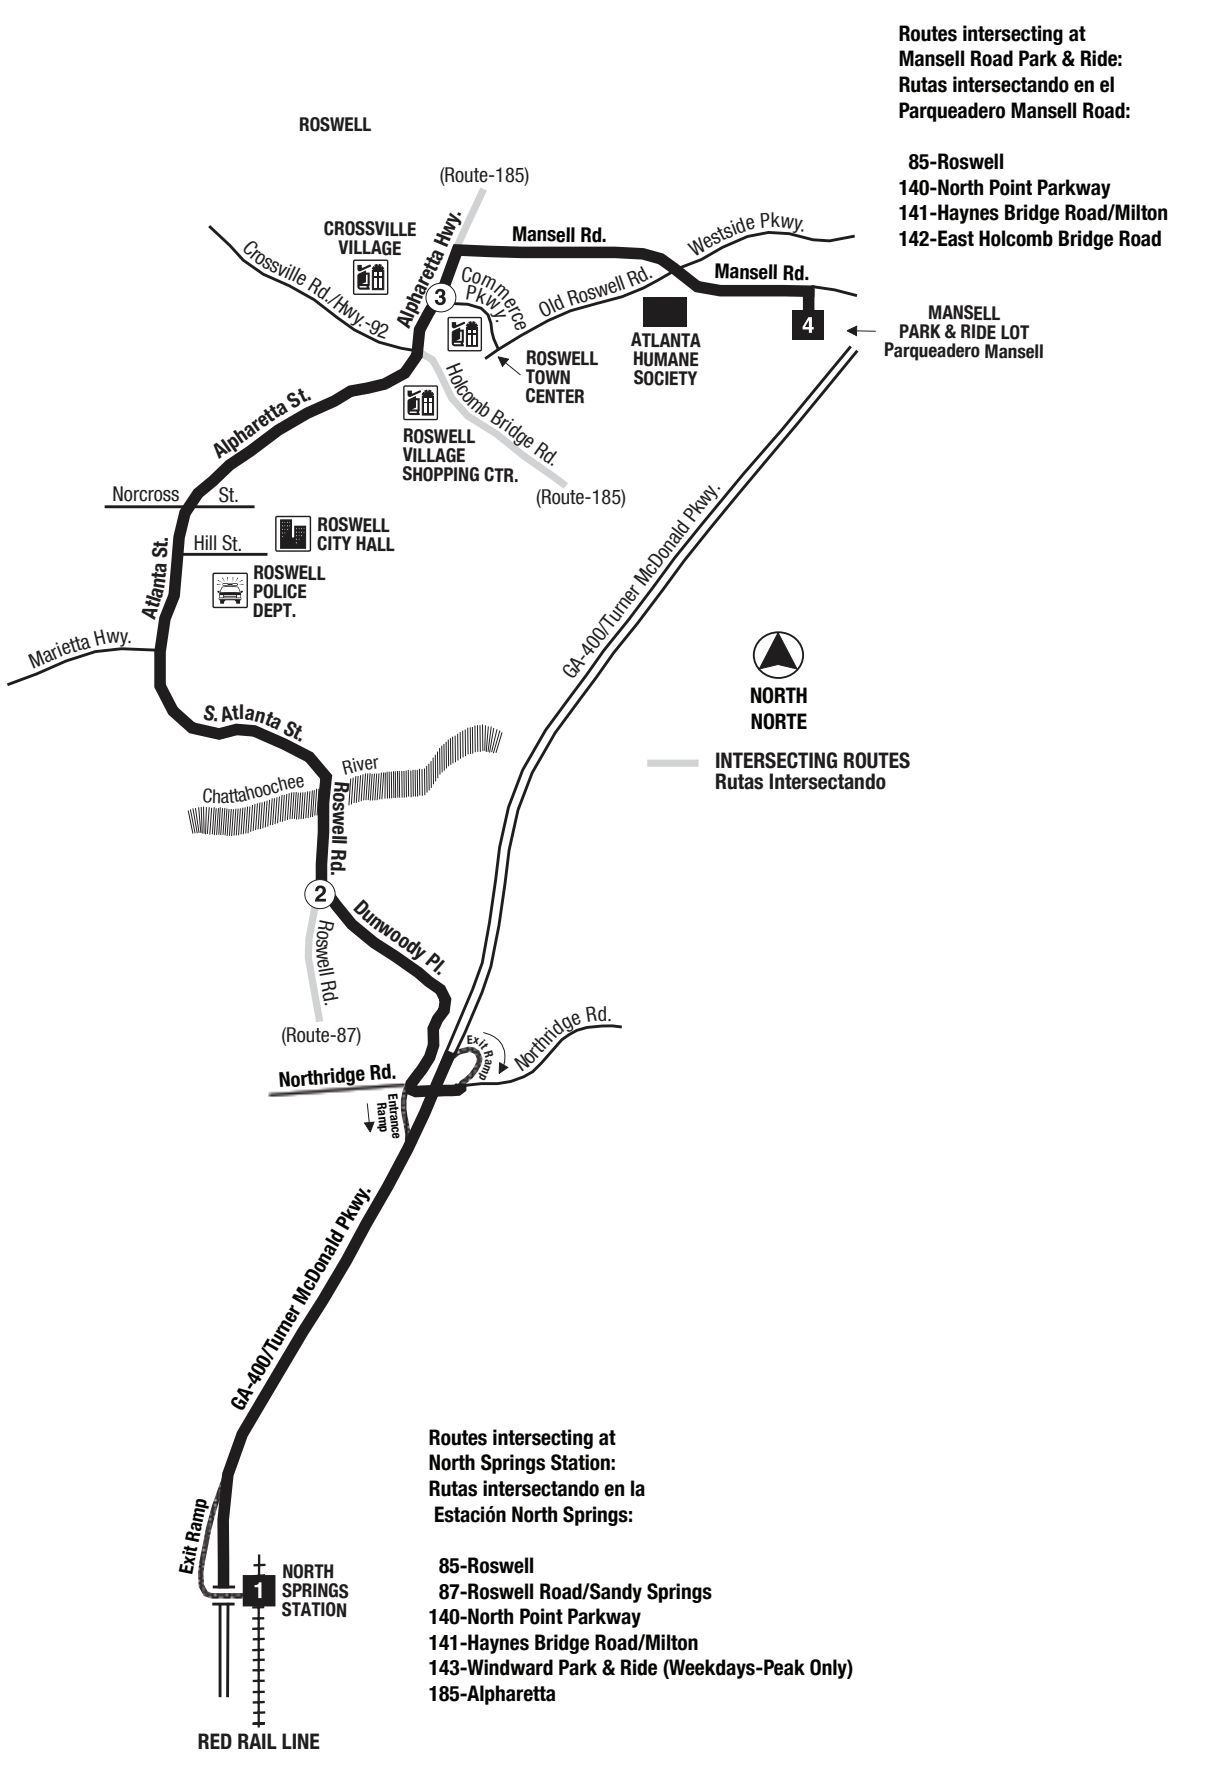 Routes intersecting at
Mansell Road Park & Ride:
Rutas intersectando en el
Parqueadero Mansell Road:
85-Roswell
140-North Point Parkway
141-Haynes Bridge Road/Milton
142-East Holcomb Bridge Road
ROSWELL
(Route-185)
CROSSVILLE
VILLAGE
Alpharetta Hwy.
Mansell Rd.
Westside Pkwy.
Crossville Rd./Hwy.-92
Commerce
Pkwy.
Old Roswell Rd.
Mansell Rd.
3
4
MANSELL
PARK & RIDE LOT
Parqueadero Mansell
ATLANTA
HUMANE
SOCIETY
ROSWELL
TOWN
CENTER
Holcomb Bridge Rd.
Alpharetta St.
ROSWELL
VILLAGE
SHOPPING CTR.
(Route-185)
Norcross St.
ROSWELL
CITY HALL
Hill St.
Atlanta St.
ROSWELL
POLICE
DEPT.
GA-400/Turner McDonald Pkwy.
Marietta Hwy.
NORTH
NORTE
S. Atlanta St.
INTERSECTING ROUTES
Rutas Intersectando
Chattahoochee River
Roswell Rd.
2
Dunwoody Pl.
Roswell Rd.
(Route-87)
Exit Ramp
Northridge Rd.
Northridge Rd.
Entrance
Ramp
GA-400/Turner McDonald Pkwy.
Routes intersecting at
North Springs Station:
Rutas intersectando en la
Estación North Springs:
85-Roswell
87-Roswell Road/Sandy Springs
140-North Point Parkway
141-Haynes Bridge Road/Milton
143-Windward Park & Ride (Weekdays-Peak Only)
185-Alpharetta
Exit Ramp
1
NORTH
SPRINGS
STATION
RED RAIL LINE